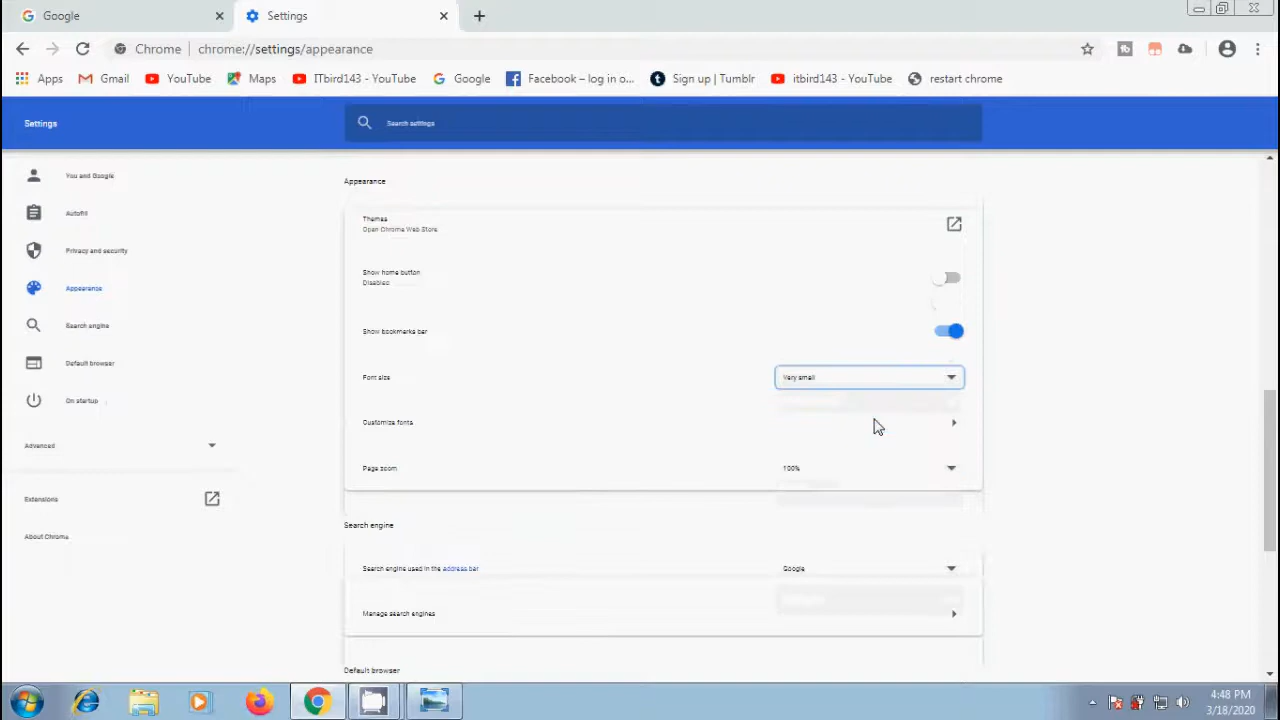 Google
Settings
Chrome
chrome://settings/appearance
Apps
Gmail
YouTube
Maps
ITbird143 - YouTube
Google
Facebook – log in o...
Sign up | Tumblr
itbird143 - YouTube
restart chrome
Settings
Search settings
You and Google
Autofill
Privacy and security
Appearance
Search engine
Default browser
On startup
Advanced
Extensions
About Chrome
Appearance
Themes
Open Chrome Web Store
Show home button
Disabled
Show bookmarks bar
Font size
Very small
Customize fonts
Page zoom
100%
Search engine
Search engine used in the address bar
Google
Manage search engines
Default browser
4:48 PM
3/18/2020